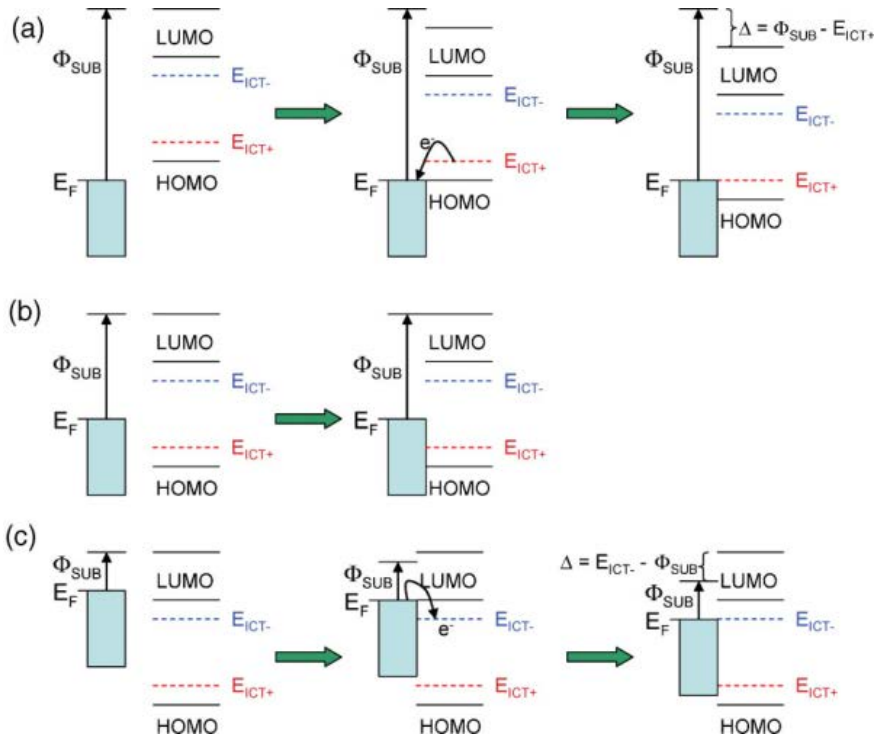 (a)
Φ_SUB
LUMO
E_ICT-
E_ICT+
E_F
HOMO
Φ_SUB
LUMO
E_ICT-
e-
E_ICT+
E_F
HOMO
Δ = Φ_SUB - E_ICT+
Φ_SUB
LUMO
E_ICT-
E_F
E_ICT+
HOMO
(b)
Φ_SUB
LUMO
E_ICT-
E_F
E_ICT+
HOMO
Φ_SUB
LUMO
E_ICT-
E_F
E_ICT+
HOMO
(c)
Φ_SUB
E_F
LUMO
E_ICT-
E_ICT+
HOMO
Φ_SUB
LUMO
E_F
E_ICT-
e-
E_ICT+
HOMO
Δ = E_ICT- - Φ_SUB
LUMO
Φ_SUB
E_F
E_ICT-
E_ICT+
HOMO